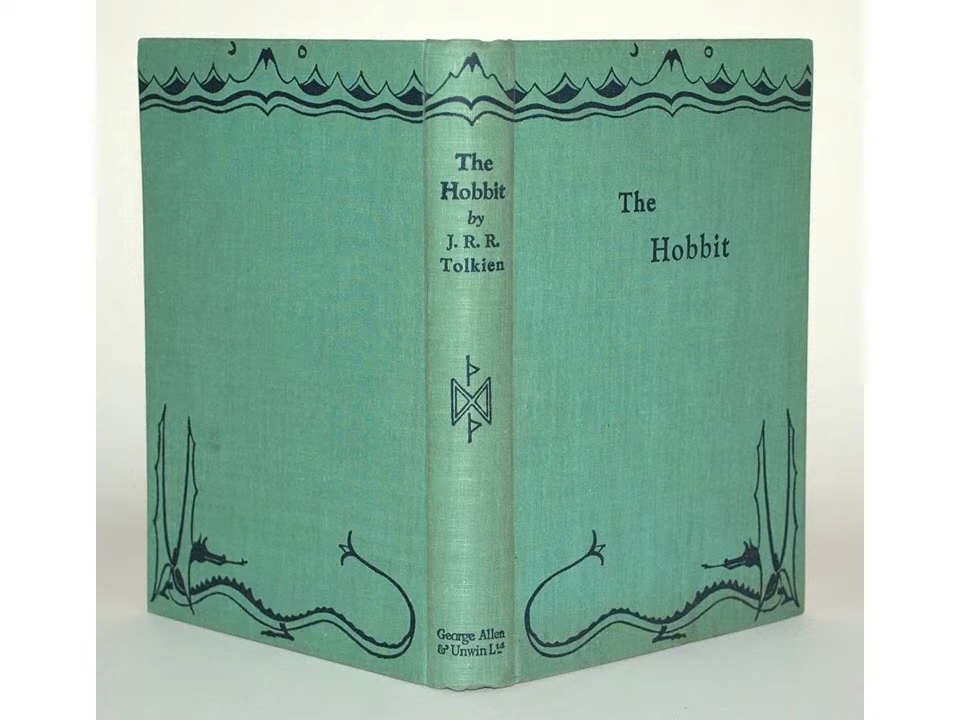 The
Hobbit
by
J. R. R.
Tolkien
ᚦ
ᛞ
ᚦ
George Allen
& Unwin Ltd
The
Hobbit